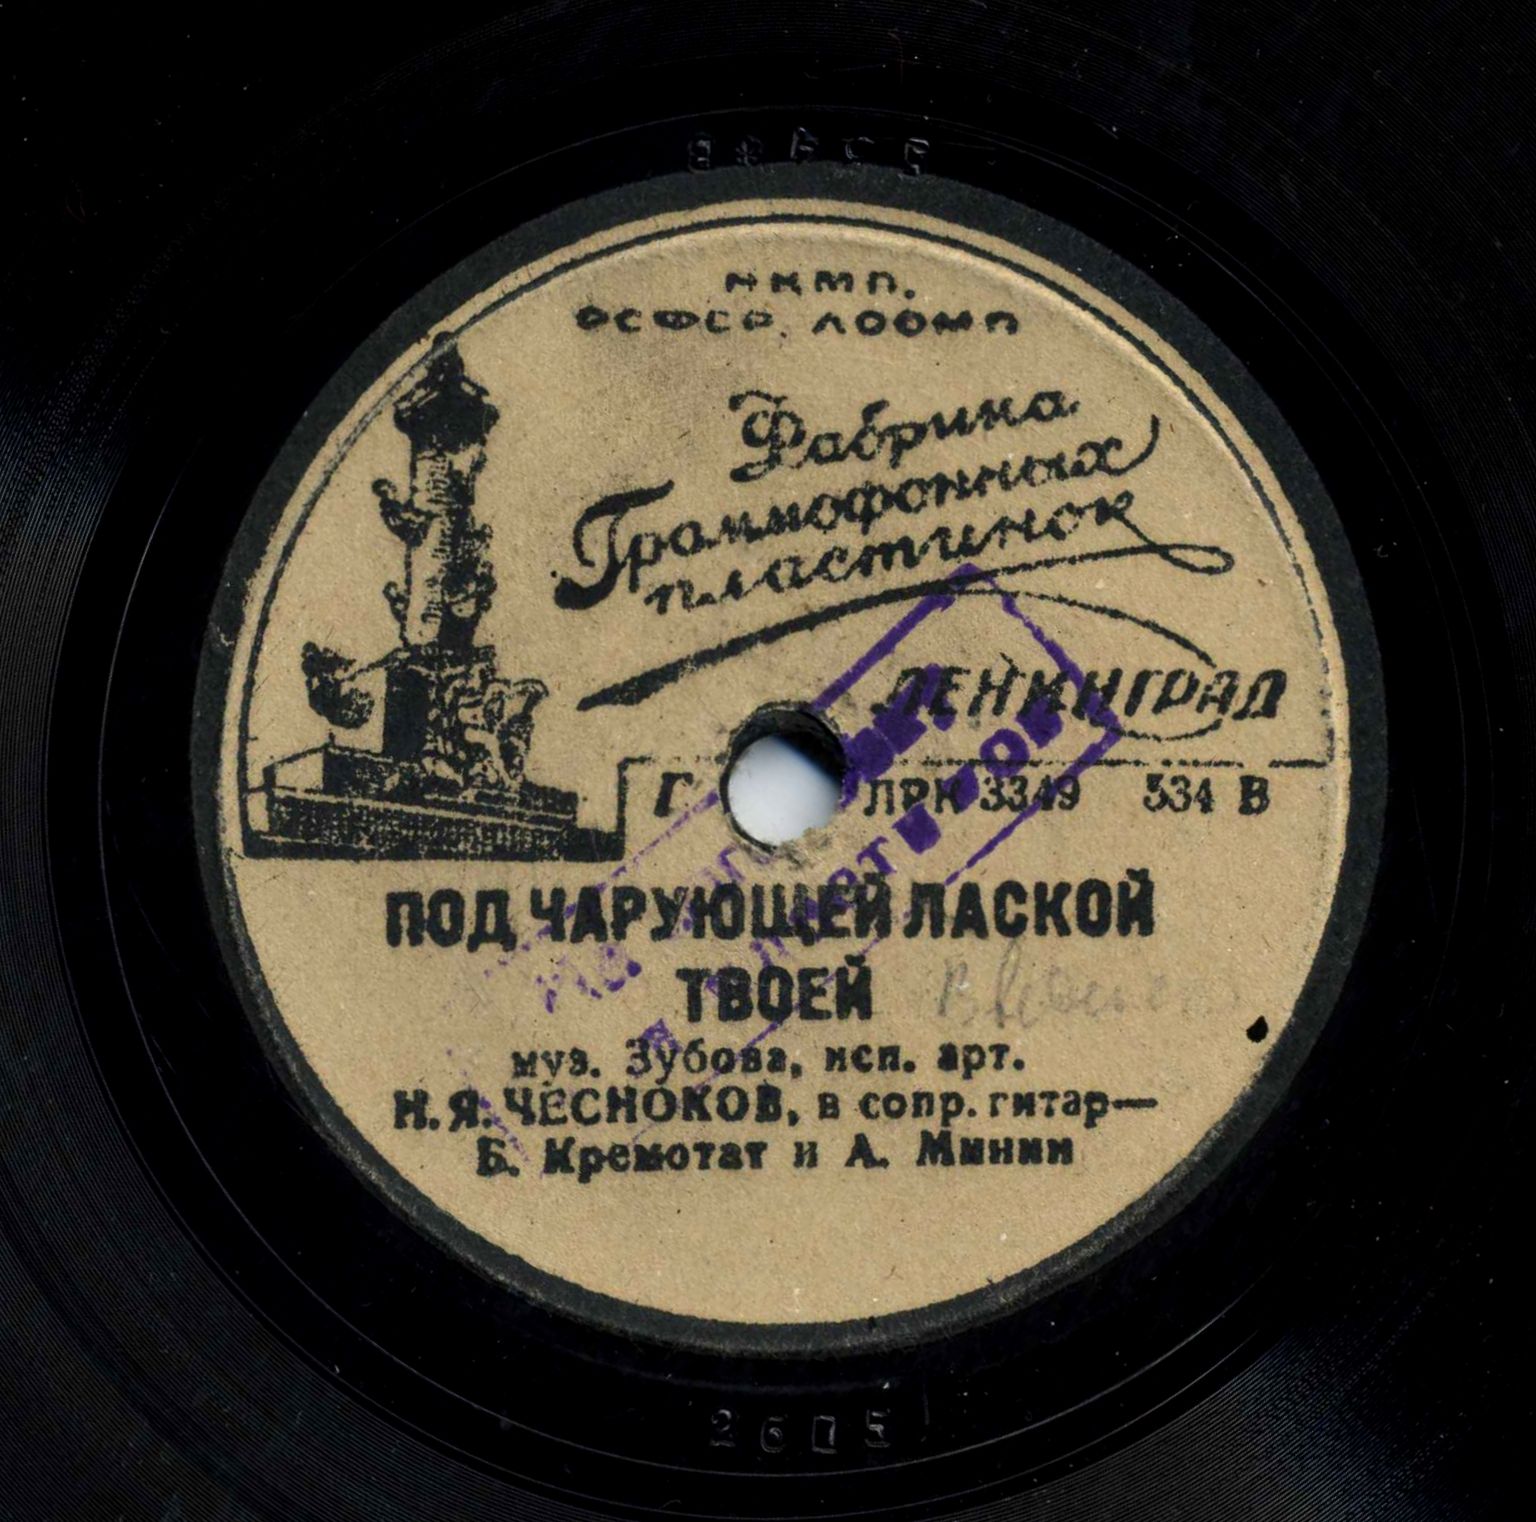 НКМП.
РСФСР. ЛООМП
Фабрика
Граммофонных
пластинок
ЛЕНИНГРАД
Г ЛРК 3349 534 В
ПОД ЧАРУЮЩЕЙ ЛАСКОЙ
ТВОЕЙ
муз. Зубова, исп. арт.
Н.Я. ЧЕСНОКОВ, в сопр. гитар—
Б. Кремотат и А. Минин
2605